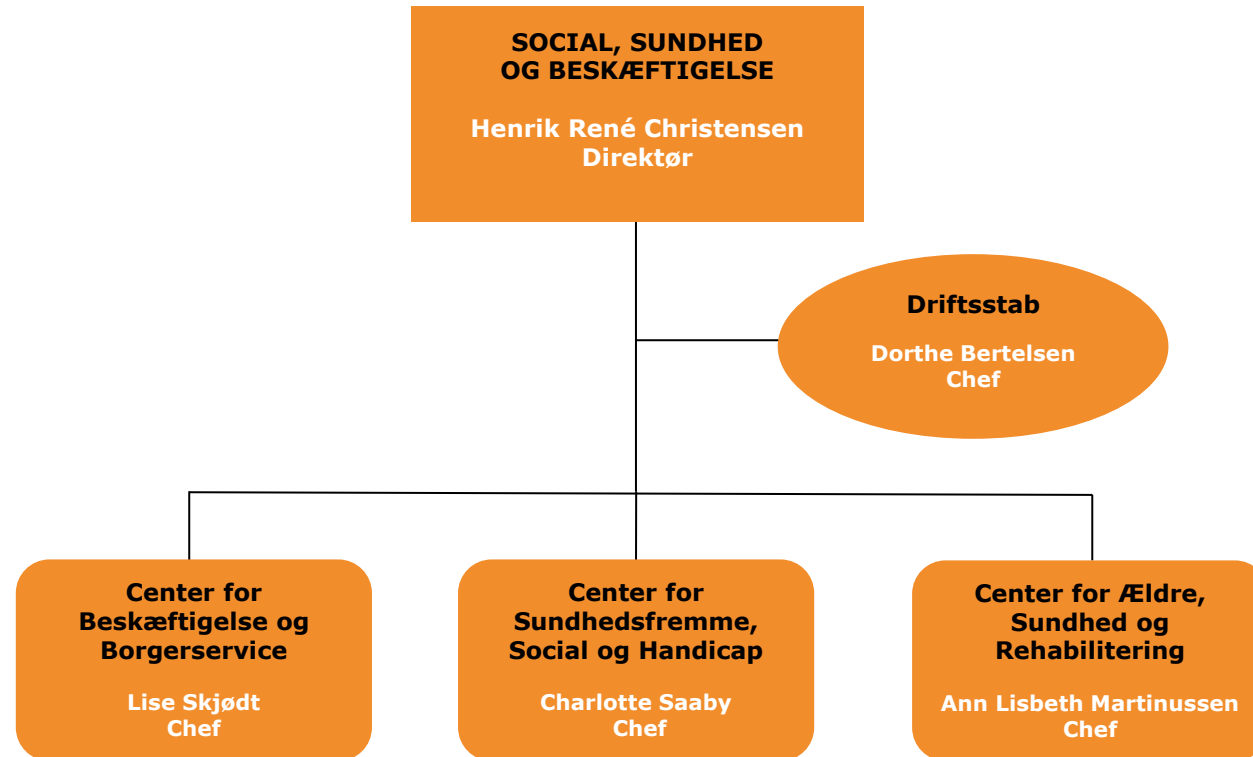 SOCIAL, SUNDHED
OG BESKÆFTIGELSE
Henrik René Christensen
Direktør
Driftsstab
Dorthe Bertelsen
Chef
Center for
Beskæftigelse og
Borgerservice
Lise Skjødt
Chef
Center for
Sundhedsfremme,
Social og Handicap
Charlotte Saaby
Chef
Center for Ældre,
Sundhed og
Rehabilitering
Ann Lisbeth Martinussen
Chef